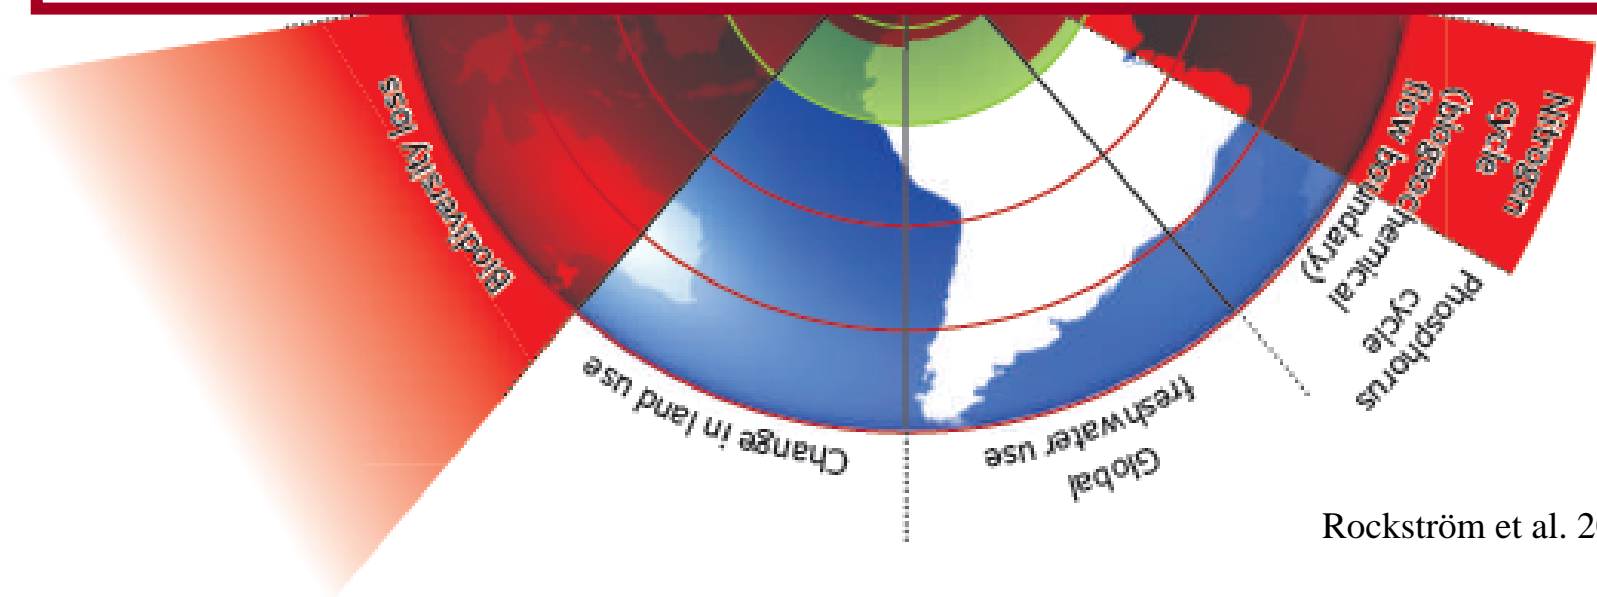 Biodiversity loss
Change in land use
Global
freshwater use
Phosphorus
cycle
(biogeochemical
flow boundary)
Nitrogen
cycle
Rockström et al.